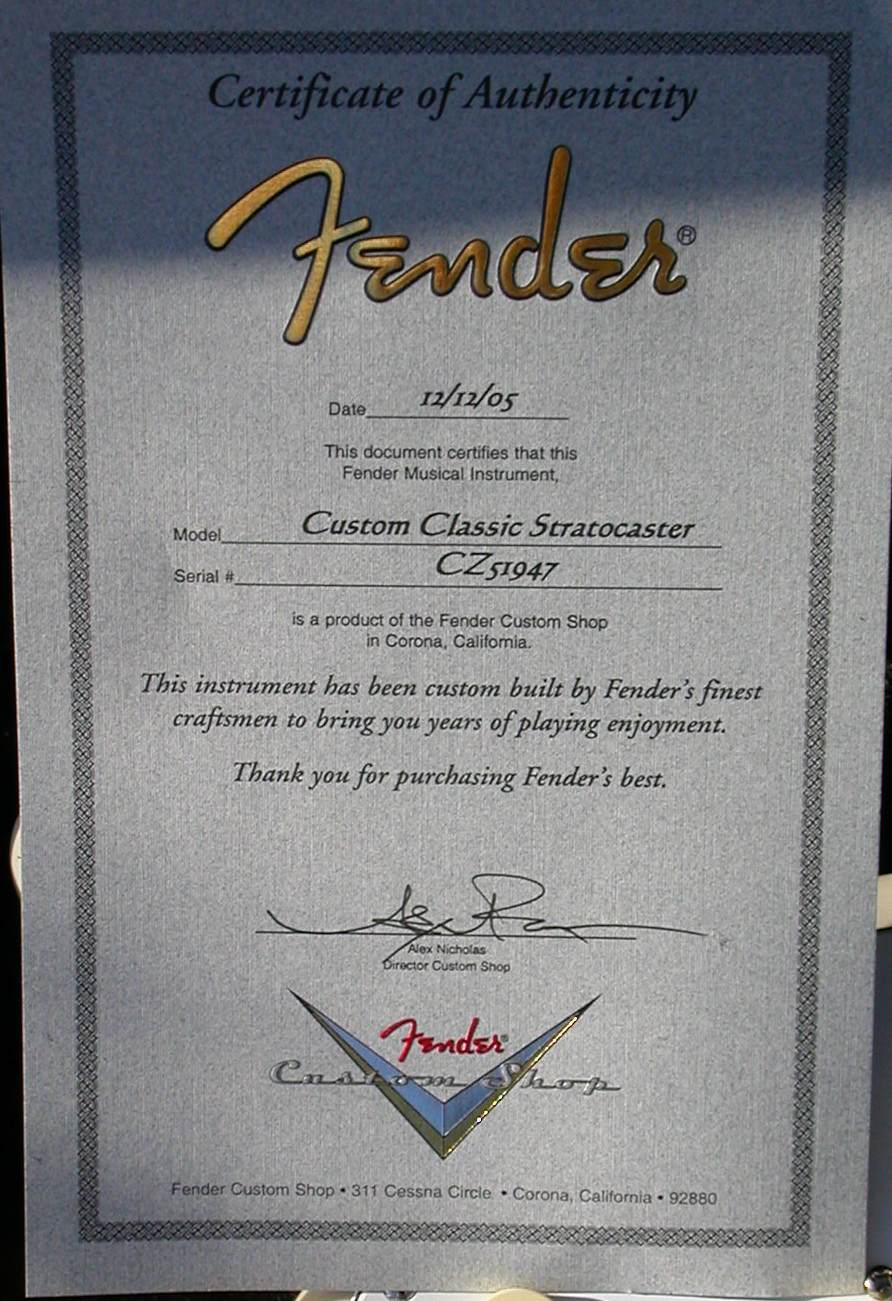 Certificate of Authenticity
Fender®
Date 12/12/05
This document certifies that this
Fender Musical Instrument,
Model Custom Classic Stratocaster
Serial # CZ51947
is a product of the Fender Custom Shop
in Corona, California.
This instrument has been custom built by Fender's finest
craftsmen to bring you years of playing enjoyment.
Thank you for purchasing Fender's best.
Alex Nicholas
Director Custom Shop
Fender®
Custom Shop
Fender Custom Shop • 311 Cessna Circle • Corona, California • 92880